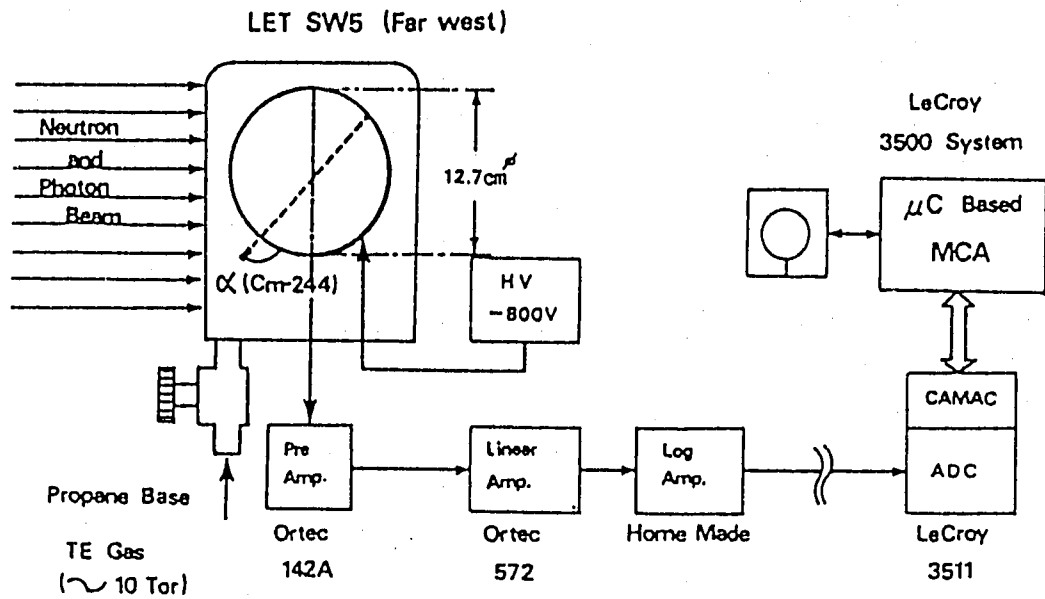 LET SW5 (Far west)
Neutron
and
Photon
Beam
12.7cmφ
α (Cm-244)
HV
-800V
LeCroy
3500 System
μC Based
MCA
CAMAC
ADC
LeCroy
3511
Pre
Amp.
Ortec
142A
Linear
Amp.
Ortec
572
Log
Amp.
Home Made
Propane Base
TE Gas
(~ 10 Tor)